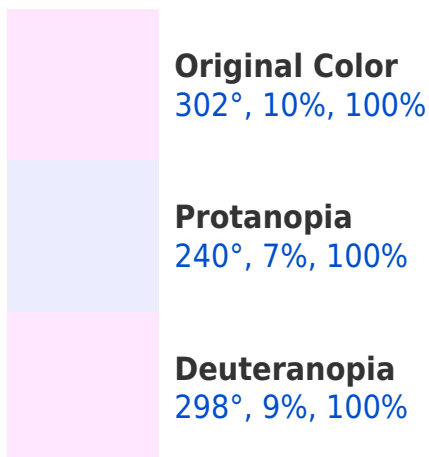 Original Color
302°, 10%, 100%
Protanopia
240°, 7%, 100%
Deuteranopia
298°, 9%, 100%